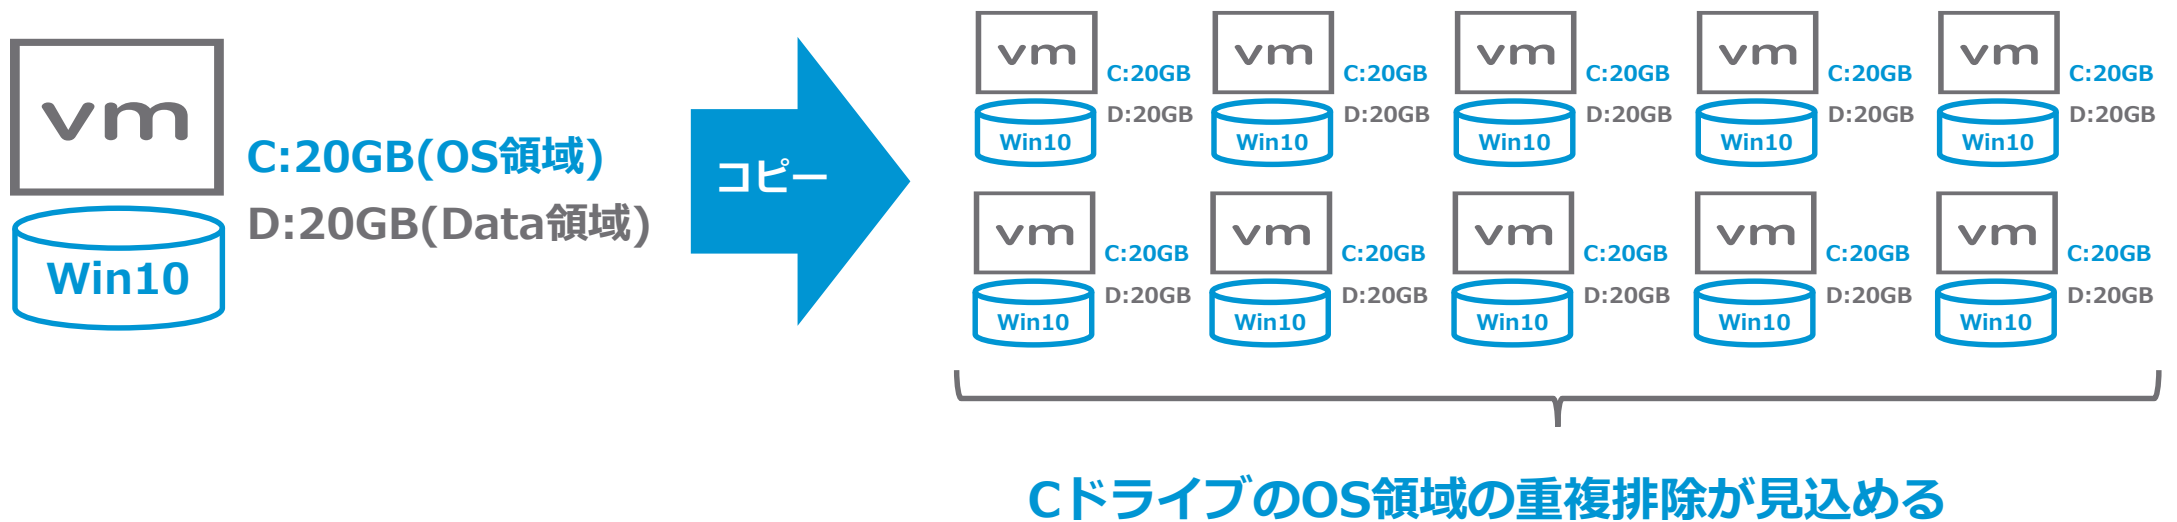 vm
C:20GB(OS領域)
D:20GB(Data領域)
Win10
コピー
vm C:20GB D:20GB Win10
vm C:20GB D:20GB Win10
vm C:20GB D:20GB Win10
vm C:20GB D:20GB Win10
vm C:20GB D:20GB Win10
vm C:20GB D:20GB Win10
vm C:20GB D:20GB Win10
vm C:20GB D:20GB Win10
vm C:20GB D:20GB Win10
vm C:20GB D:20GB Win10
CドライブのOS領域の重複排除が見込める